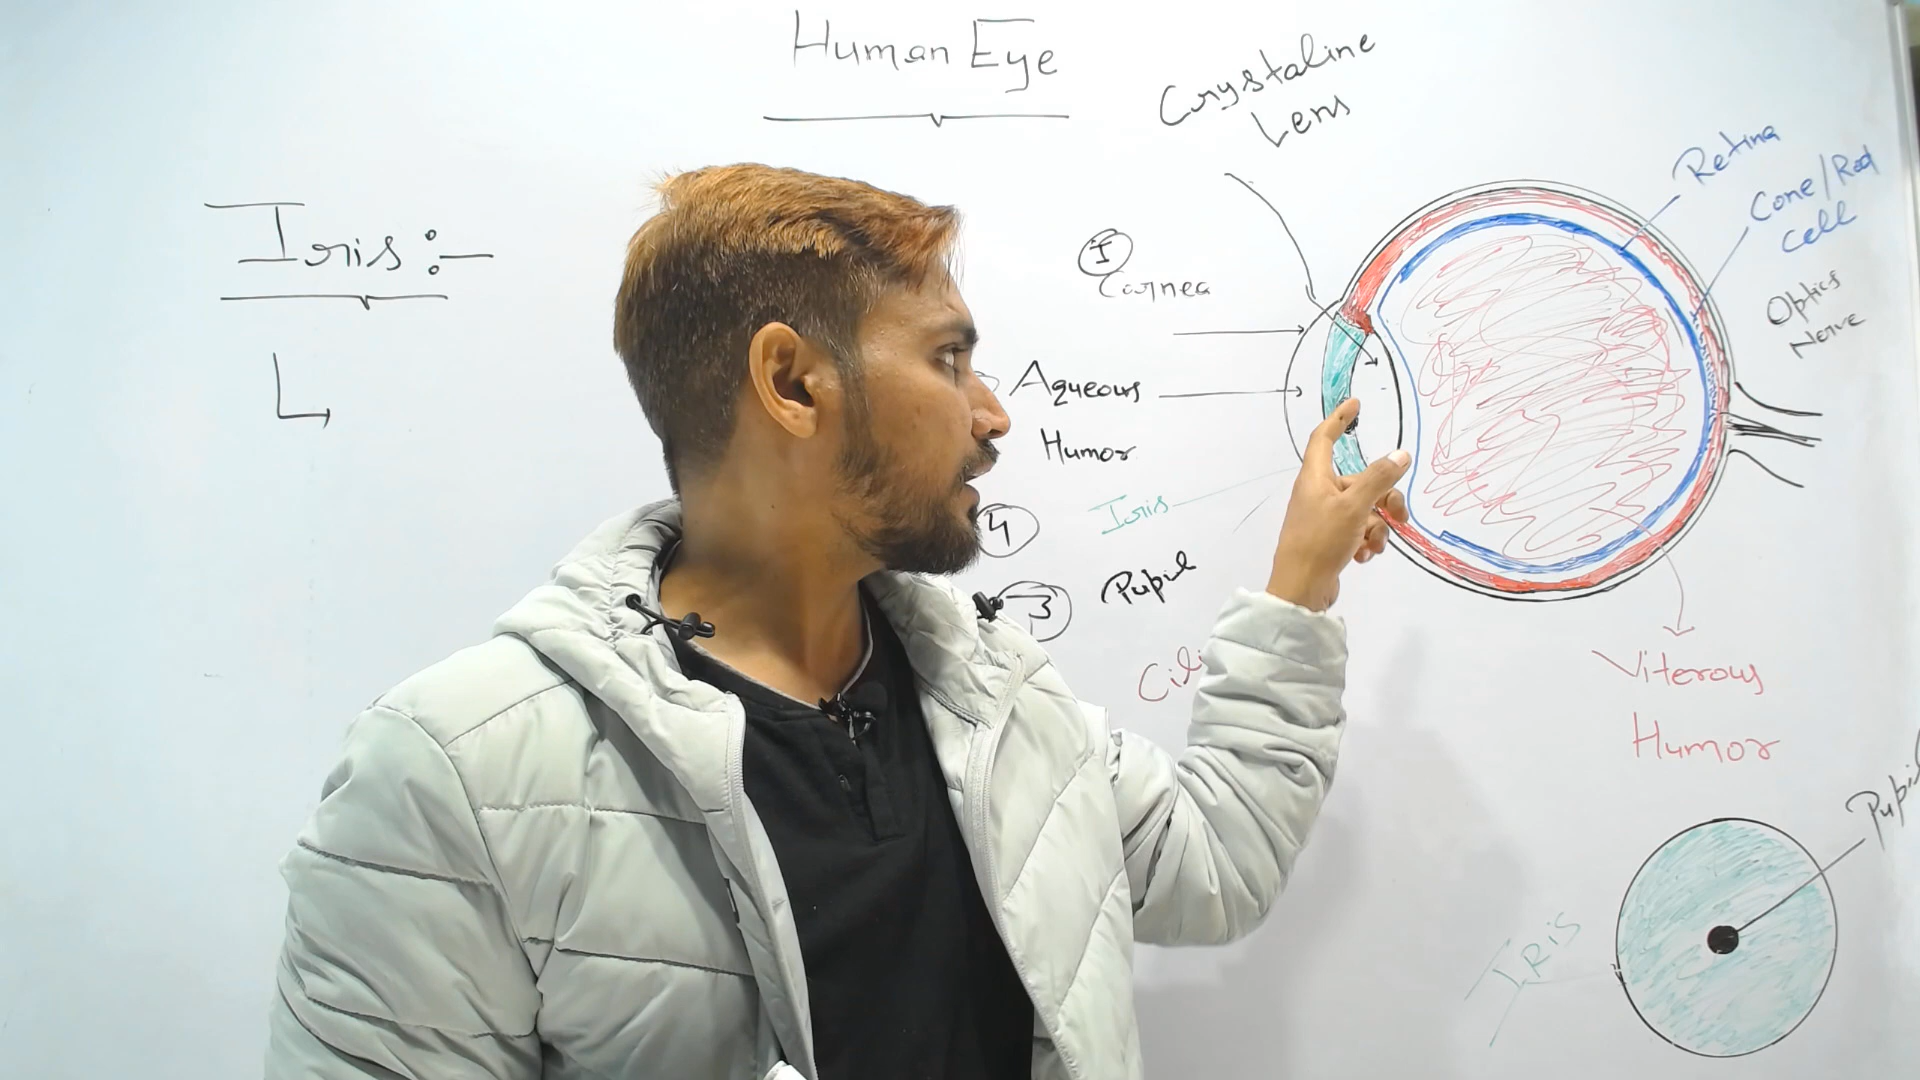 Human Eye
Crystaline
Lens
Iris :-
I
Cornea
Aqueous
Humor
Iris
4
Pupil
3
Retina
Cone/Rod
Cell
Optics
Nerve
Viterous
Humor
Pupil
IRIS